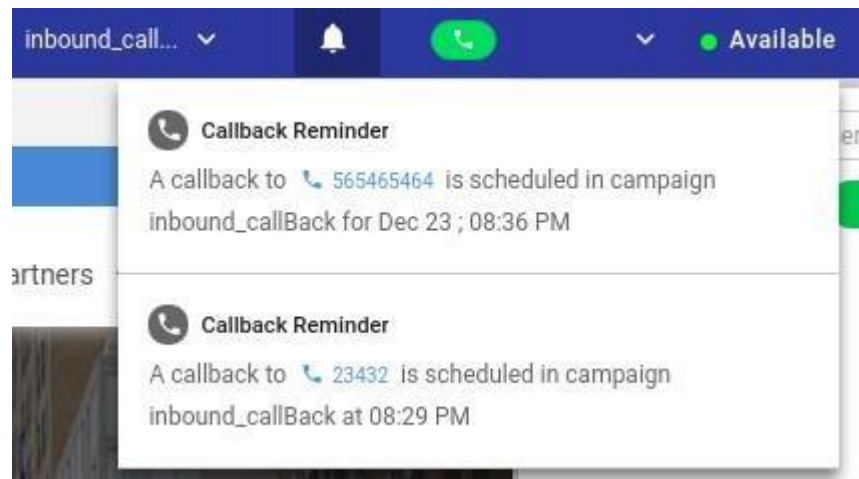 inbound_call... Available
Callback Reminder
A callback to 565465464 is scheduled in campaign
inbound_callBack for Dec 23 ; 08:36 PM
artners
Callback Reminder
A callback to 23432 is scheduled in campaign
inbound_callBack at 08:29 PM